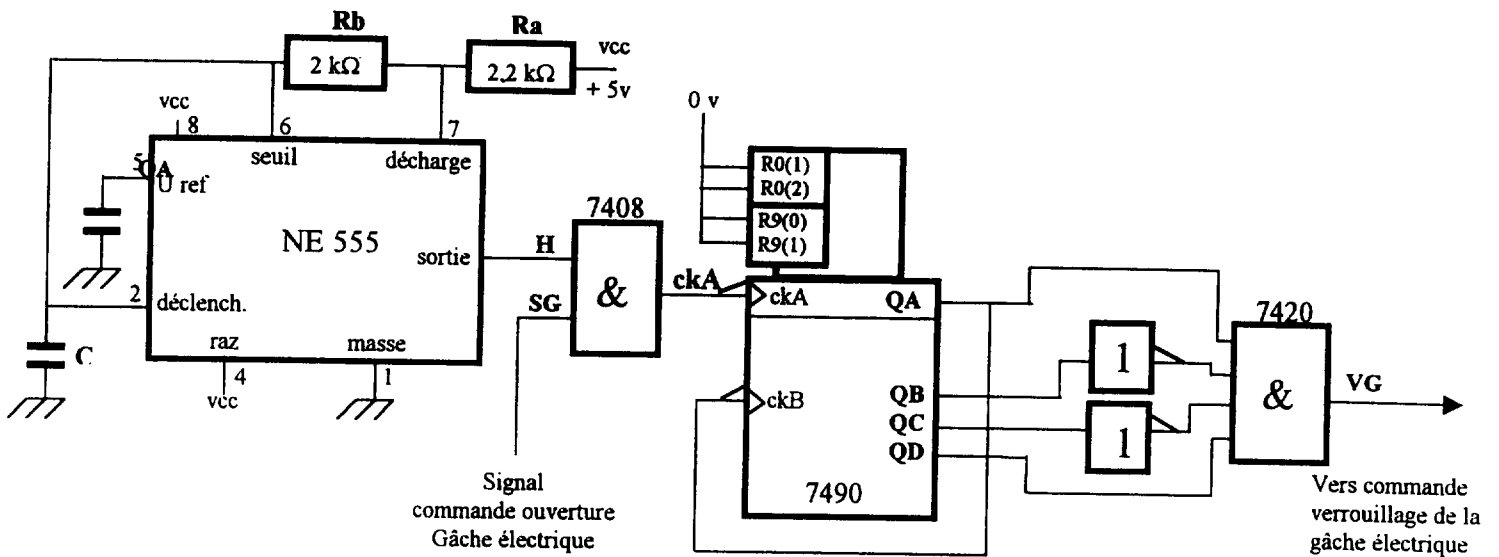 Rb
Ra
2 kΩ
2,2 kΩ
vcc
+ 5v
vcc
8
6
7
5
QA
U ref
seuil
décharge
NE 555
sortie
2
déclench.
raz
masse
4
1
vcc
C
H
SG
7408
&
ckA
Signal
commande ouverture
Gâche électrique
0 v
R0(1)
R0(2)
R9(0)
R9(1)
ckA
QA
ckB
QB
QC
QD
7490
1
1
7420
&
VG
Vers commande
verrouillage de la
gâche électrique